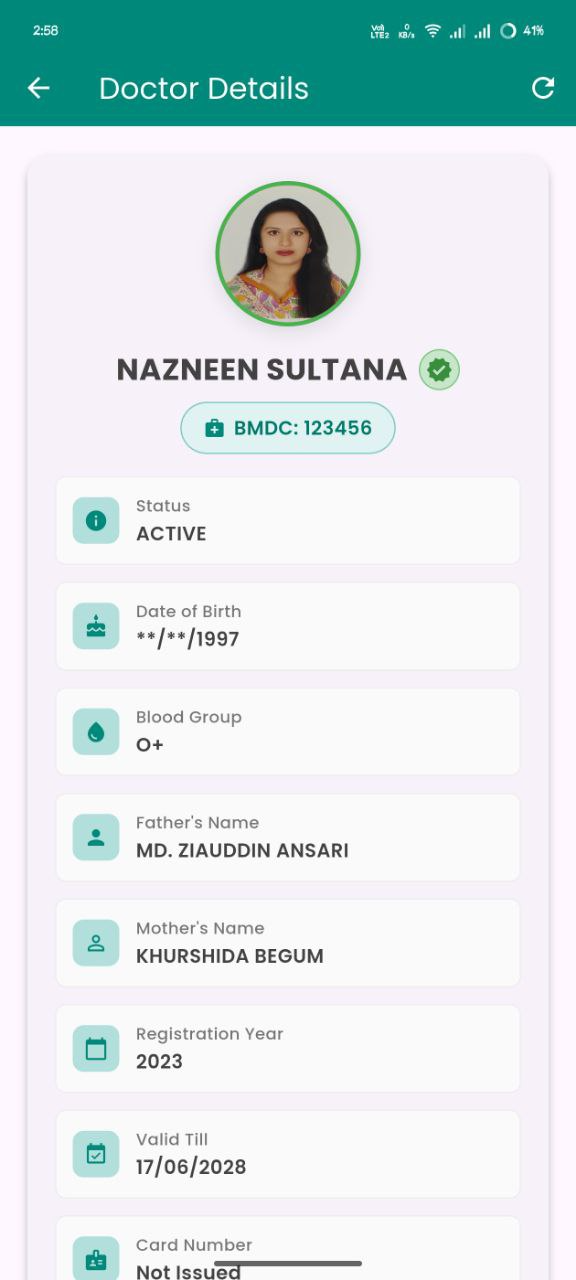 2:58
Vo))
LTE2
0
KB/s
41%
Doctor Details
NAZNEEN SULTANA
BMDC: 123456
Status
ACTIVE
Date of Birth
**/**/1997
Blood Group
O+
Father's Name
MD. ZIAUDDIN ANSARI
Mother's Name
KHURSHIDA BEGUM
Registration Year
2023
Valid Till
17/06/2028
Card Number
Not Issued